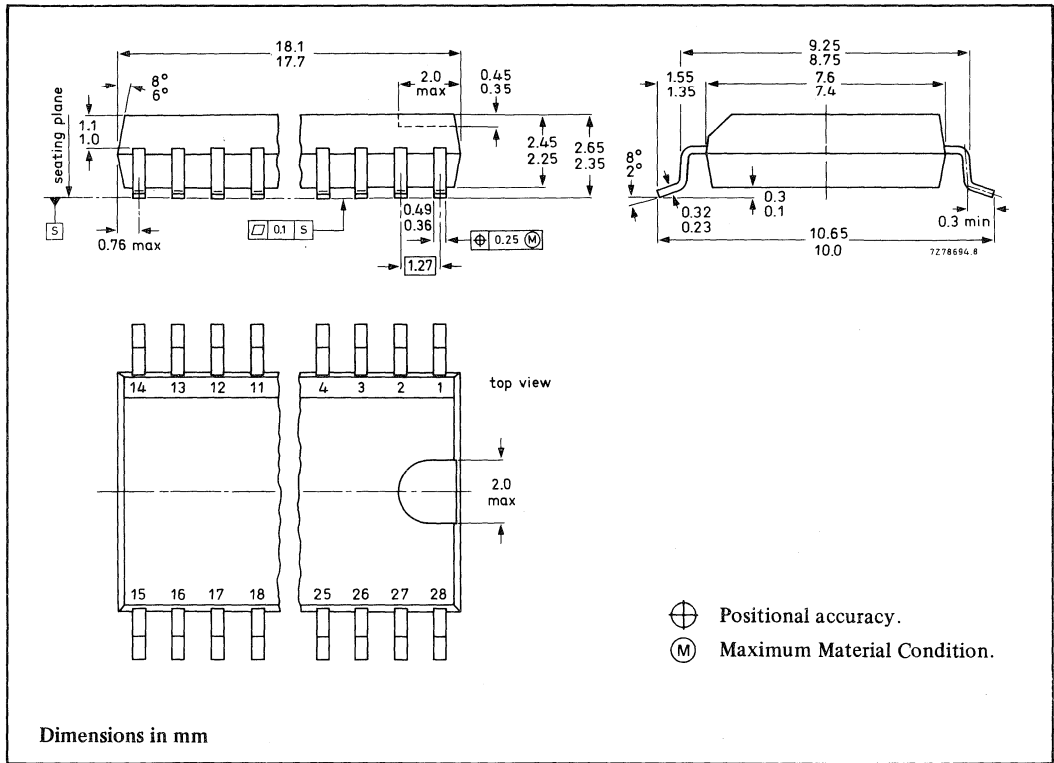 18.1
17.7
8°
6°
2.0
max
0.45
0.35
1.1
1.0
seating plane
2.45
2.25
2.65
2.35
S
0.76 max
0.1 S
0.49
0.36
0.25 M
1.27
9.25
8.75
1.55
1.35
7.6
7.4
8°
2°
0.32
0.23
0.3
0.1
0.3 min
10.65
10.0
7Z78694.8
14 13 12 11 4 3 2 1
top view
2.0
max
15 16 17 18 25 26 27 28
Positional accuracy.
M Maximum Material Condition.
Dimensions in mm